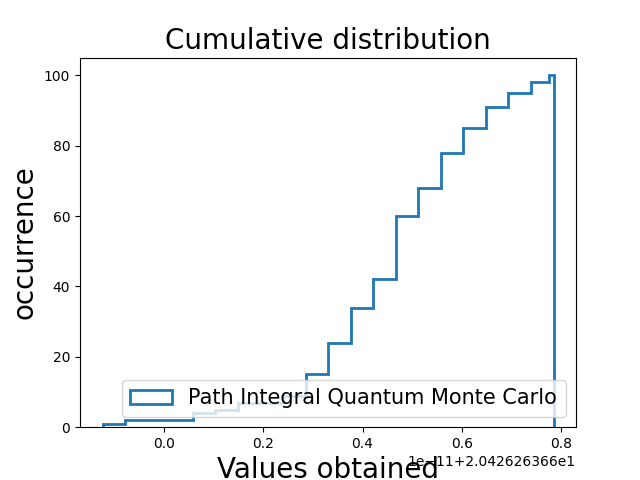 Cumulative distribution
100
80
60
40
20
0
occurrence
Path Integral Quantum Monte Carlo
0.0 0.2 0.4 0.6 0.8
1e-11+2.042626366e1
Values obtained